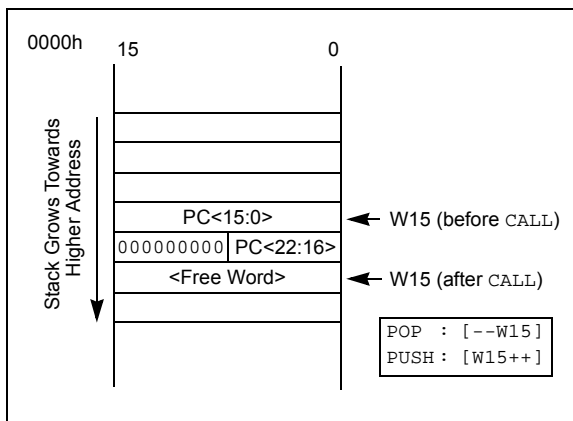 0000h
15 0
Stack Grows Towards
Higher Address
PC<15:0>
W15 (before CALL)
000000000 PC<22:16>
<Free Word>
W15 (after CALL)
POP : [--W15]
PUSH : [W15++]